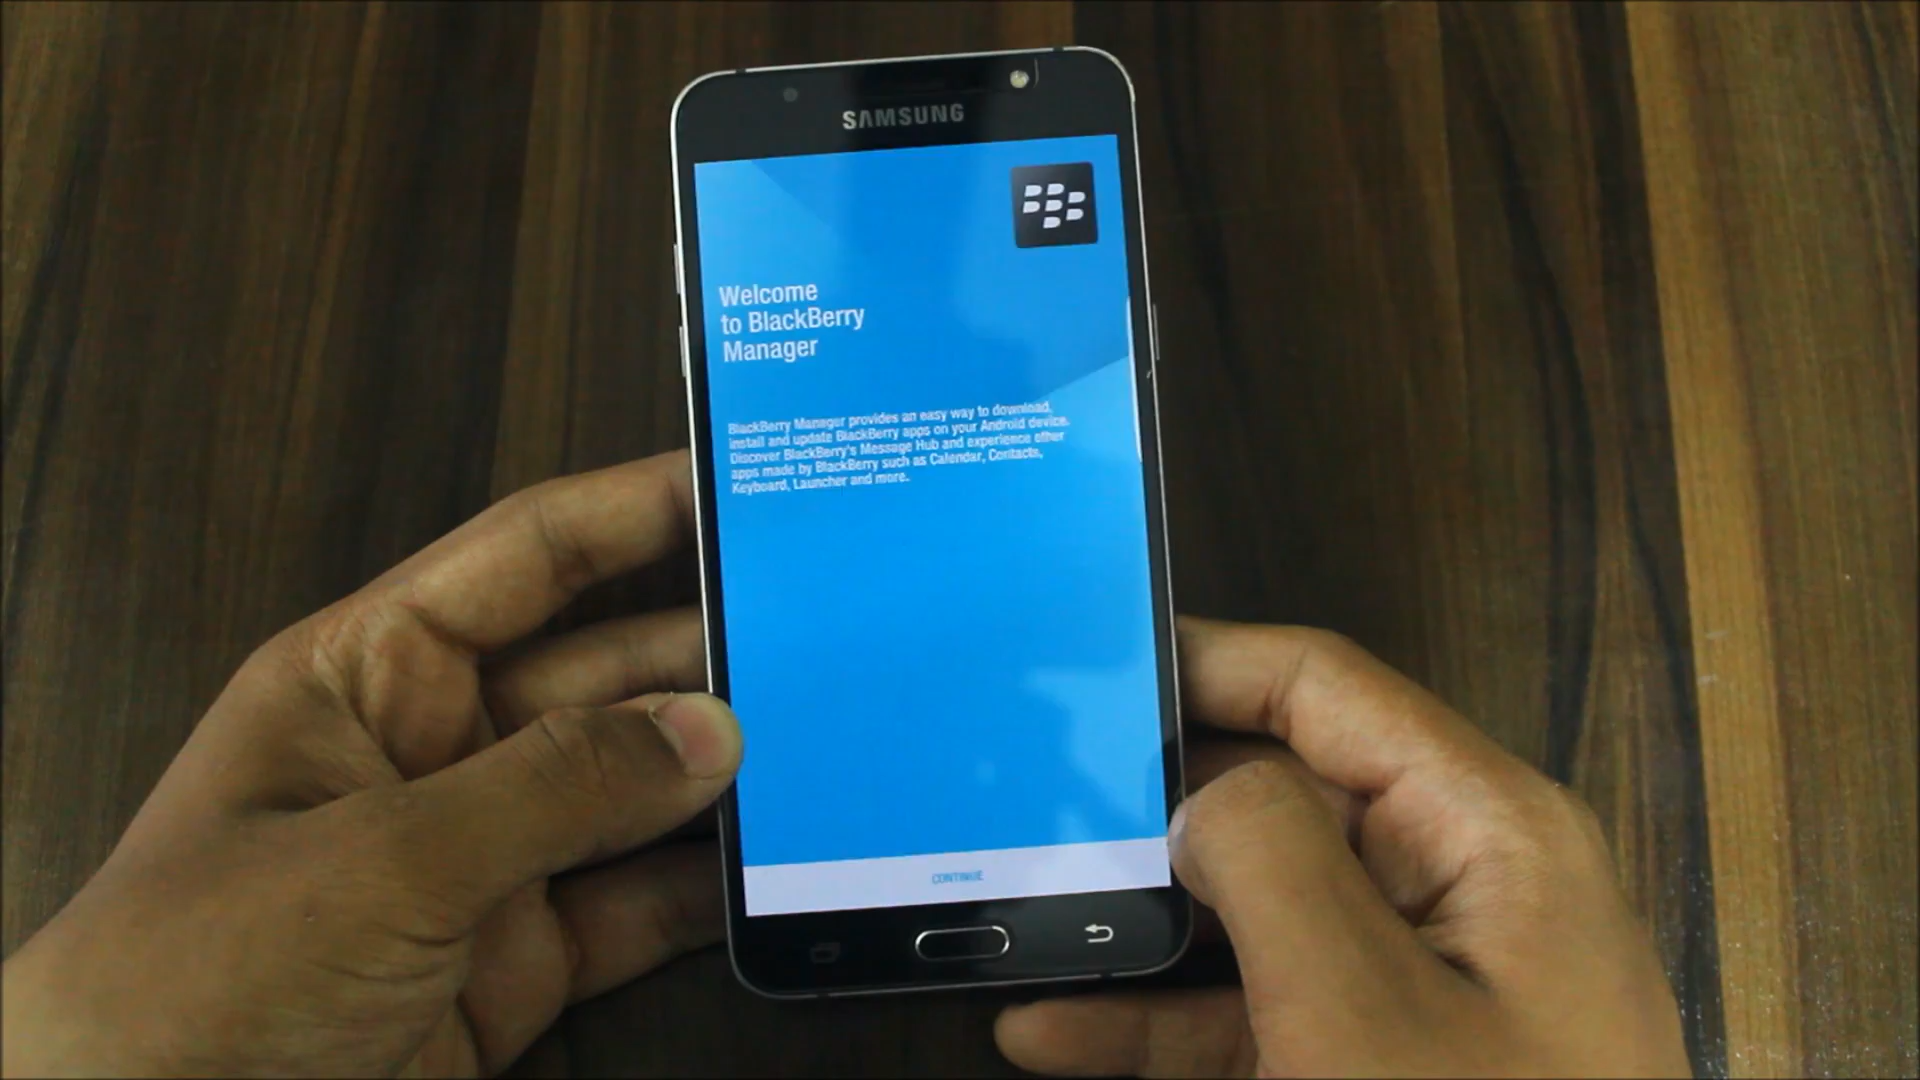 SAMSUNG
Welcome
to BlackBerry
Manager
BlackBerry Manager provides an easy way to download,
install and update BlackBerry apps on your Android device.
Discover BlackBerry's Message Hub and experience other
apps made by BlackBerry such as Calendar, Contacts,
Keyboard, Launcher and more.
CONTINUE